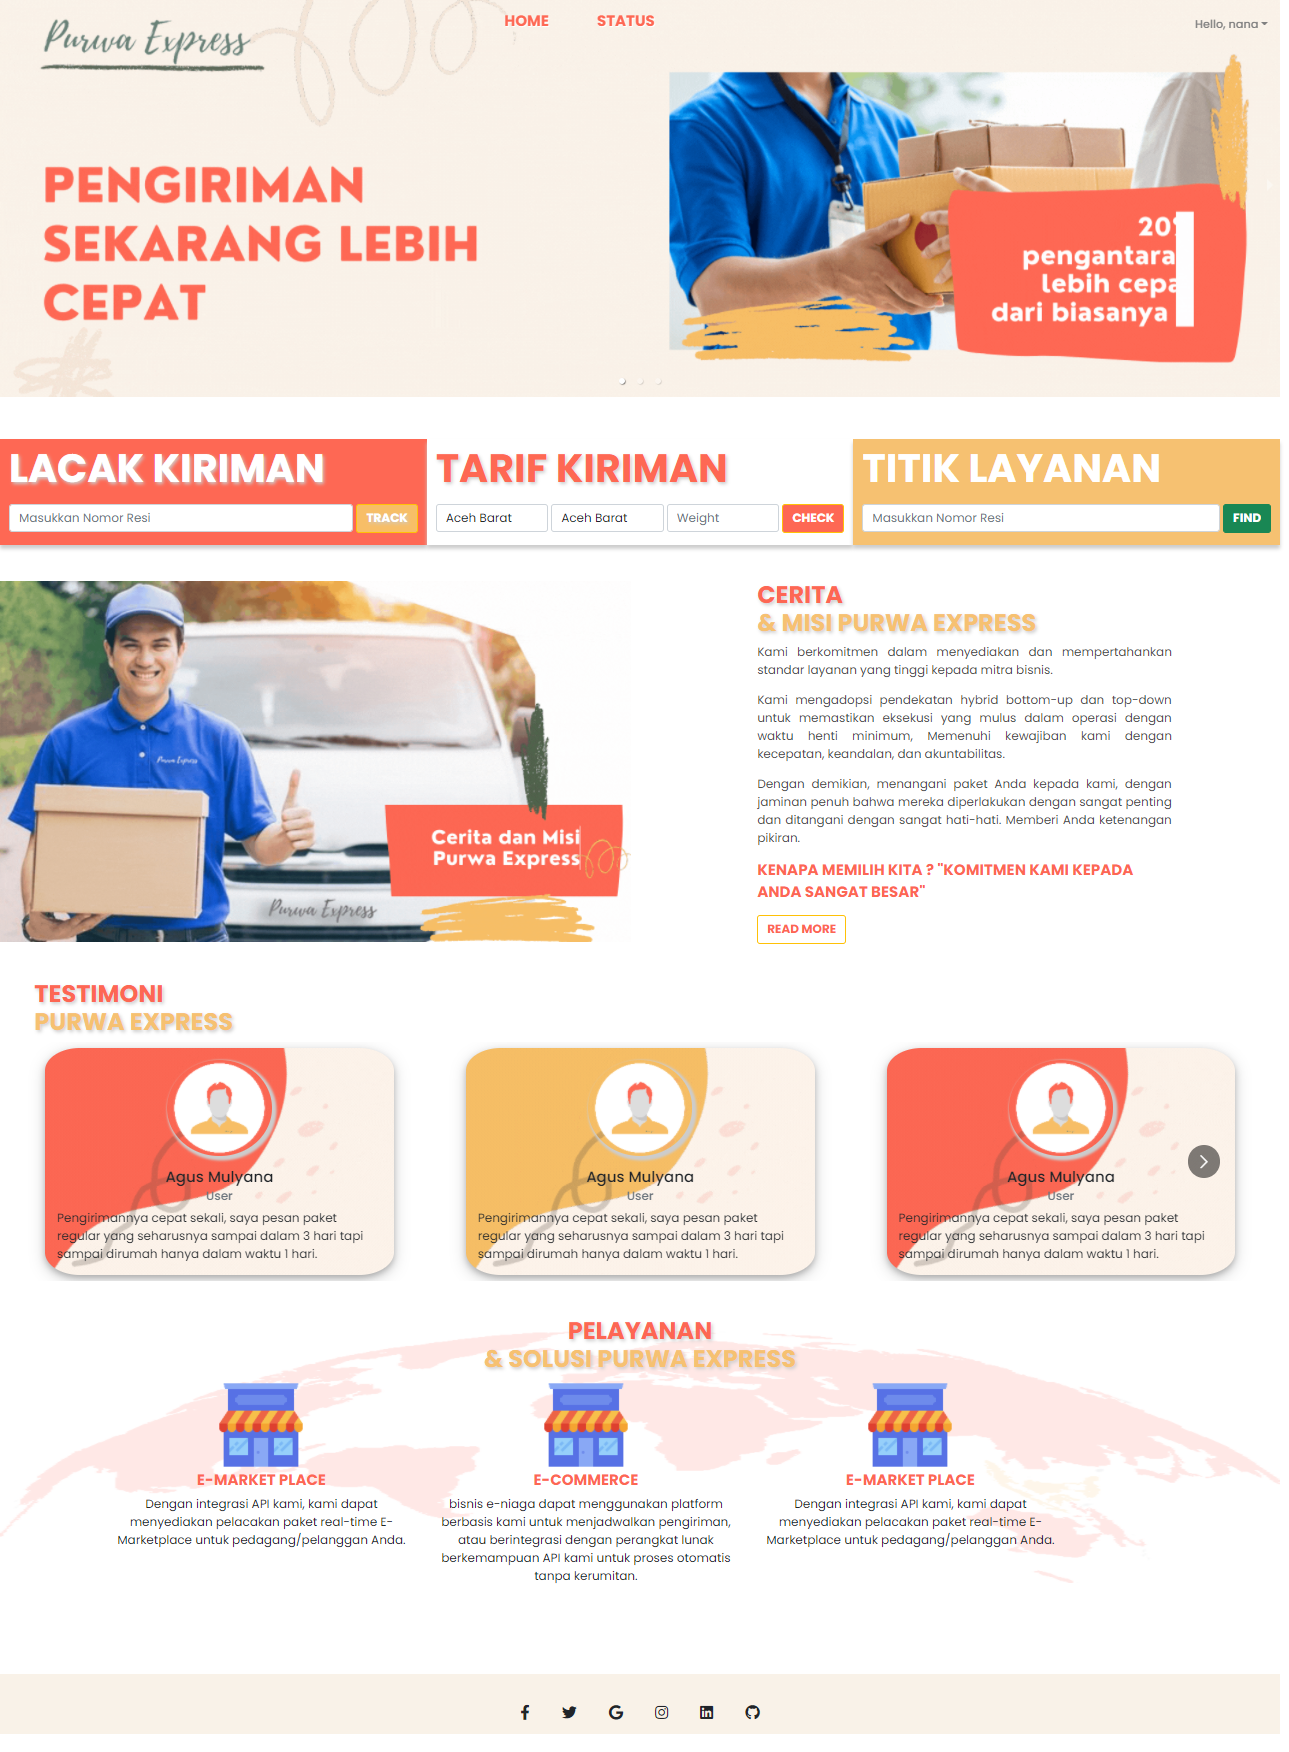 Purwa Express
HOME
STATUS
Hello, nana
PENGIRIMAN
SEKARANG LEBIH
CEPAT
pengantara
lebih cepa
dari biasanya
LACAK KIRIMAN
Masukkan Nomor Resi
TRACK
TARIF KIRIMAN
Aceh Barat
Aceh Barat
Weight
CHECK
TITIK LAYANAN
Masukkan Nomor Resi
FIND
Purwa Express
Cerita dan Misi
Purwa Express
Purwa Express
CERITA
& MISI PURWA EXPRESS
Kami berkomitmen dalam menyediakan dan mempertahankan
standar layanan yang tinggi kepada mitra bisnis.
Kami mengadopsi pendekatan hybrid bottom-up dan top-down
untuk memastikan eksekusi yang mulus dalam operasi dengan
waktu henti minimum, Memenuhi kewajiban kami dengan
kecepatan, keandalan, dan akuntabilitas.
Dengan demikian, menangani paket Anda kepada kami, dengan
jaminan penuh bahwa mereka diperlakukan dengan sangat penting
dan ditangani dengan sangat hati-hati. Memberi Anda ketenangan
pikiran.
KENAPA MEMILIH KITA ? "KOMITMEN KAMI KEPADA
ANDA SANGAT BESAR"
READ MORE
TESTIMONI
PURWA EXPRESS
Agus Mulyana
User
Pengirimannya cepat sekali, saya pesan paket
regular yang seharusnya sampai dalam 3 hari tapi
sampai dirumah hanya dalam waktu 1 hari.
Agus Mulyana
User
Pengirimannya cepat sekali, saya pesan paket
regular yang seharusnya sampai dalam 3 hari tapi
sampai dirumah hanya dalam waktu 1 hari.
Agus Mulyana
User
Pengirimannya cepat sekali, saya pesan paket
regular yang seharusnya sampai dalam 3 hari tapi
sampai dirumah hanya dalam waktu 1 hari.
PELAYANAN
& SOLUSI PURWA EXPRESS
E-MARKET PLACE
Dengan integrasi API kami, kami dapat
menyediakan pelacakan paket real-time E-
Marketplace untuk pedagang/pelanggan Anda.
E-COMMERCE
bisnis e-niaga dapat menggunakan platform
berbasis kami untuk menjadwalkan pengiriman,
atau berintegrasi dengan perangkat lunak
berkemampuan API kami untuk proses otomatis
tanpa kerumitan.
E-MARKET PLACE
Dengan integrasi API kami, kami dapat
menyediakan pelacakan paket real-time E-
Marketplace untuk pedagang/pelanggan Anda.